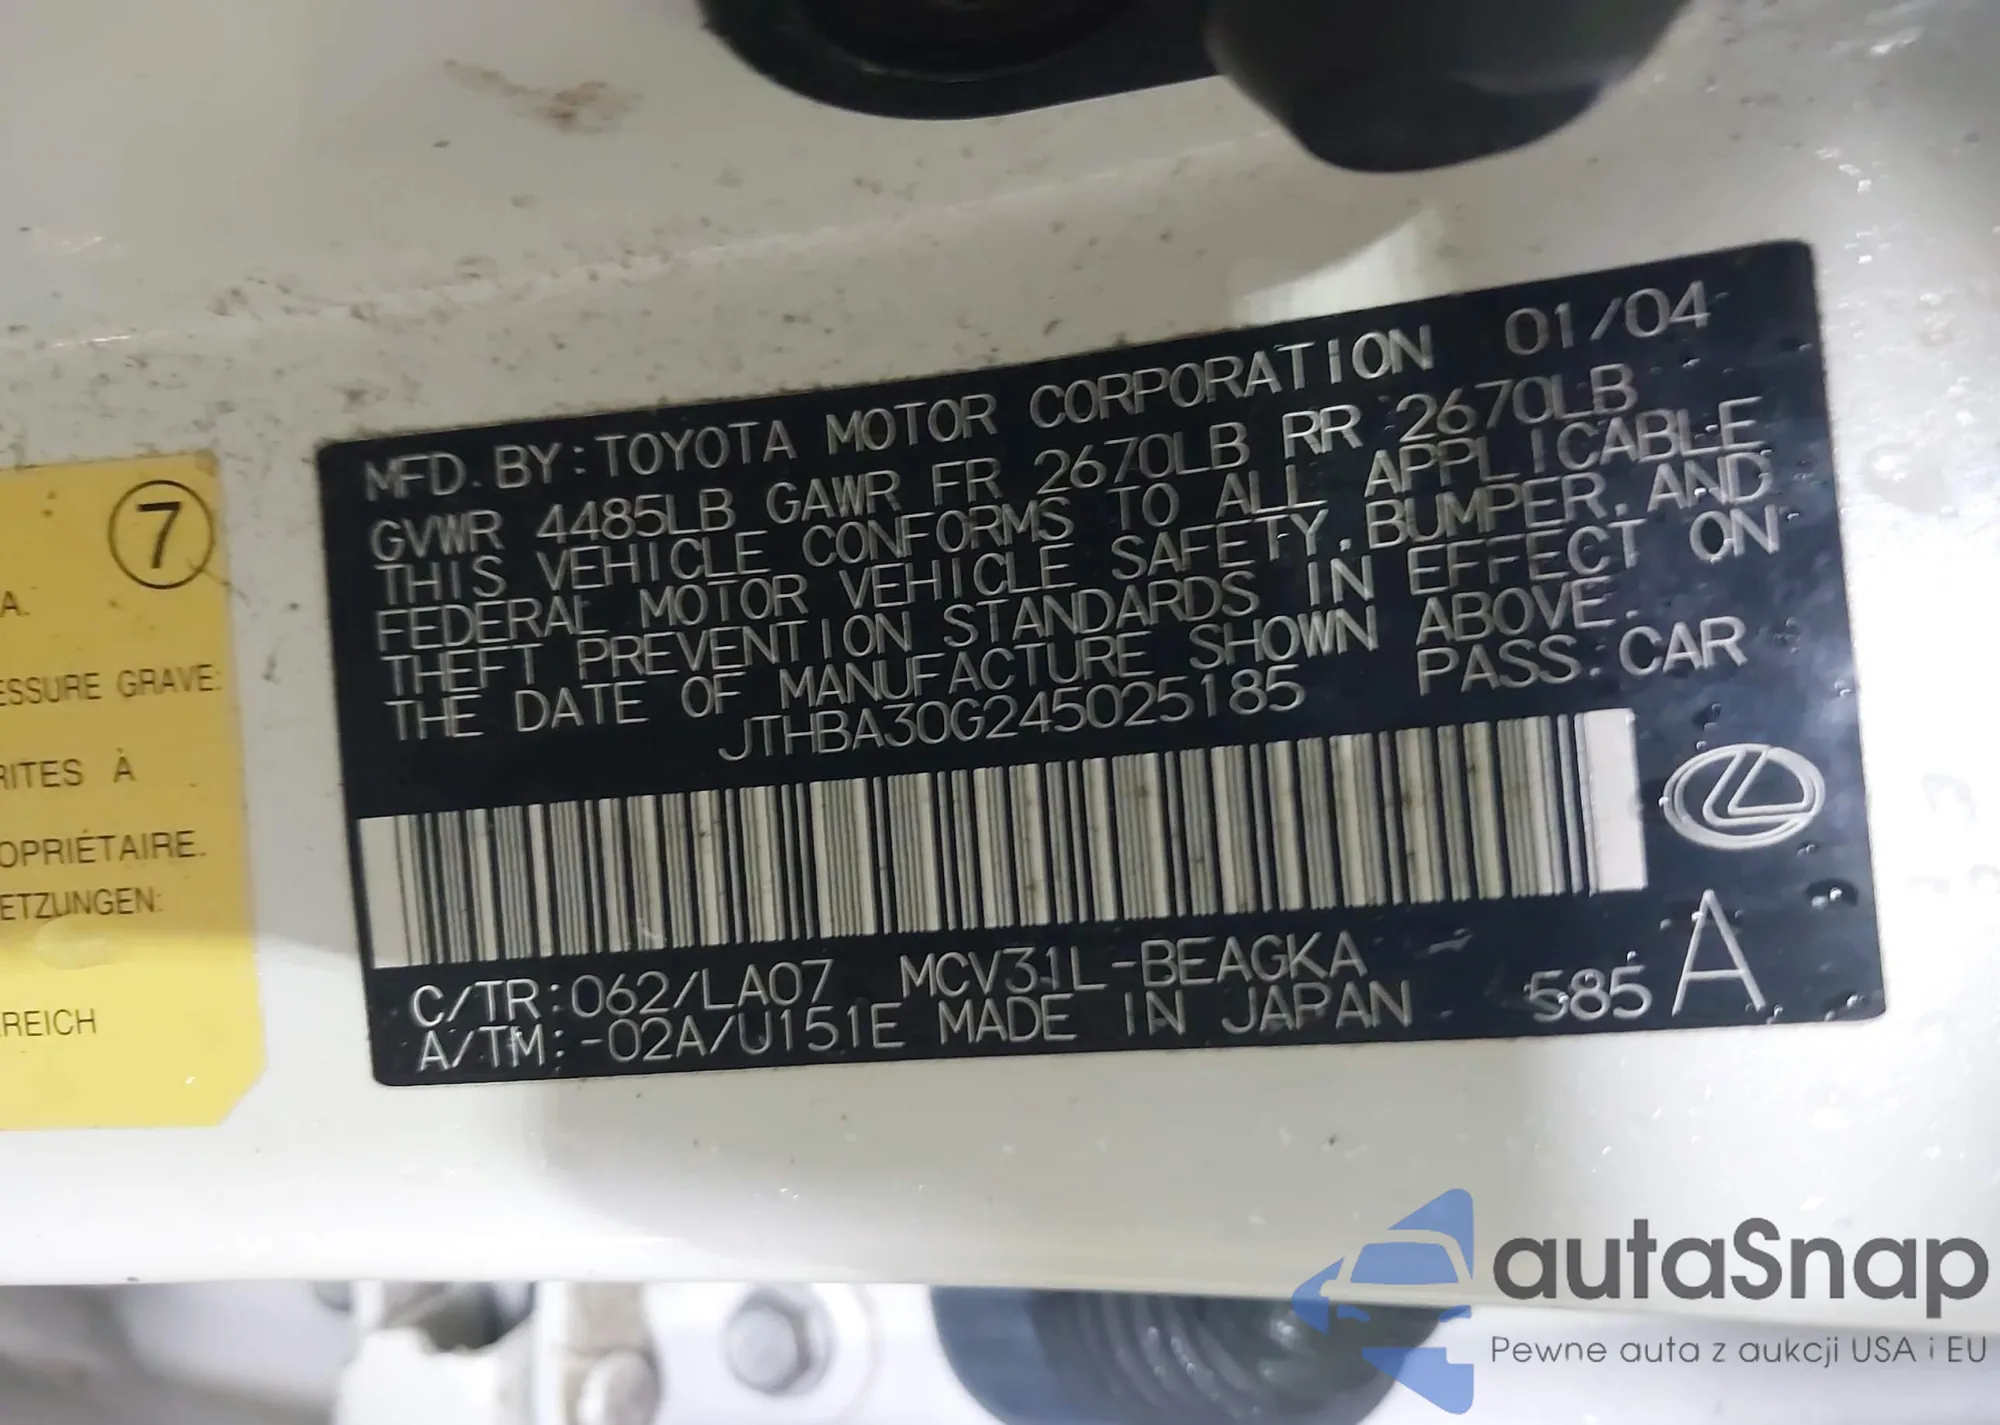 7
A.
ESSURE GRAVE:
RITES À
OPRIÉTAIRE.
ETZUNGEN:
REICH
MFD. BY: TOYOTA MOTOR CORPORATION 01/04
GVWR 4485LB GAWR FR 2670LB RR 2670LB
THIS VEHICLE CONFORMS TO ALL APPLICABLE
FEDERAL MOTOR VEHICLE SAFETY, BUMPER, AND
THEFT PREVENTION STANDARDS IN EFFECT ON
THE DATE OF MANUFACTURE SHOWN ABOVE.
JTHBA30G245025185 PASS. CAR
C/TR: 062/LA07 MCV31L-BEAGKA
A/TM: -02A/U151E MADE IN JAPAN 585 A
autaSnap
Pewne auta z aukcji USA i EU